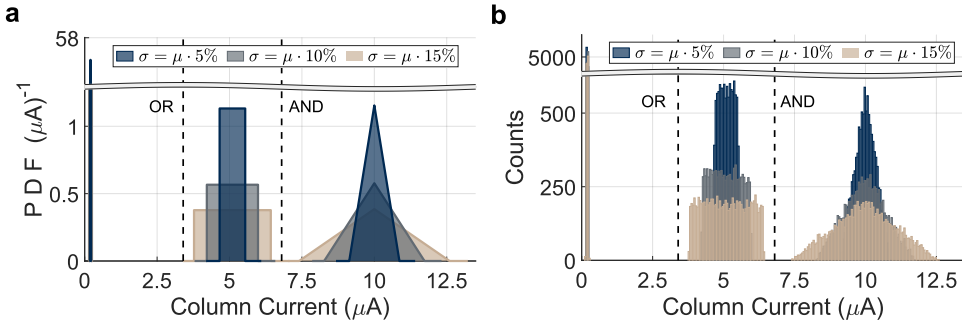 a
58
σ = μ · 5% σ = μ · 10% σ = μ · 15%
OR AND
1
0.5
0
P D F (μA)⁻¹
0 2.5 5 7.5 10 12.5
Column Current (μA)
b
5000
σ = μ · 5% σ = μ · 10% σ = μ · 15%
OR AND
500
250
0
Counts
0 2.5 5 7.5 10 12.5
Column Current (μA)